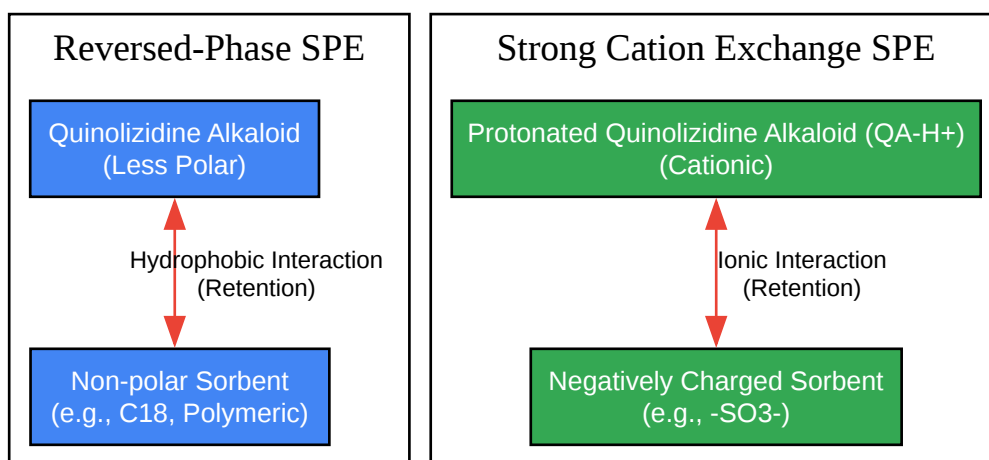 Reversed-Phase SPE
Quinolizidine Alkaloid
(Less Polar)
Hydrophobic Interaction
(Retention)
Non-polar Sorbent
(e.g., C18, Polymeric)
Strong Cation Exchange SPE
Protonated Quinolizidine Alkaloid (QA-H+)
(Cationic)
Ionic Interaction
(Retention)
Negatively Charged Sorbent
(e.g., -SO3-)